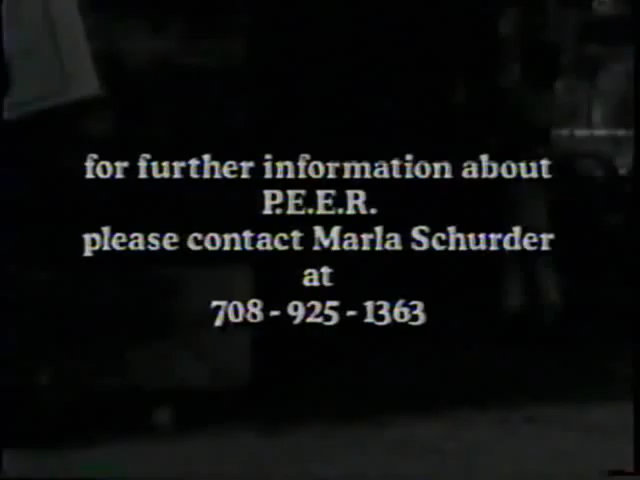 for further information about
P.E.E.R.
please contact Marla Schurder
at
708-925-1363